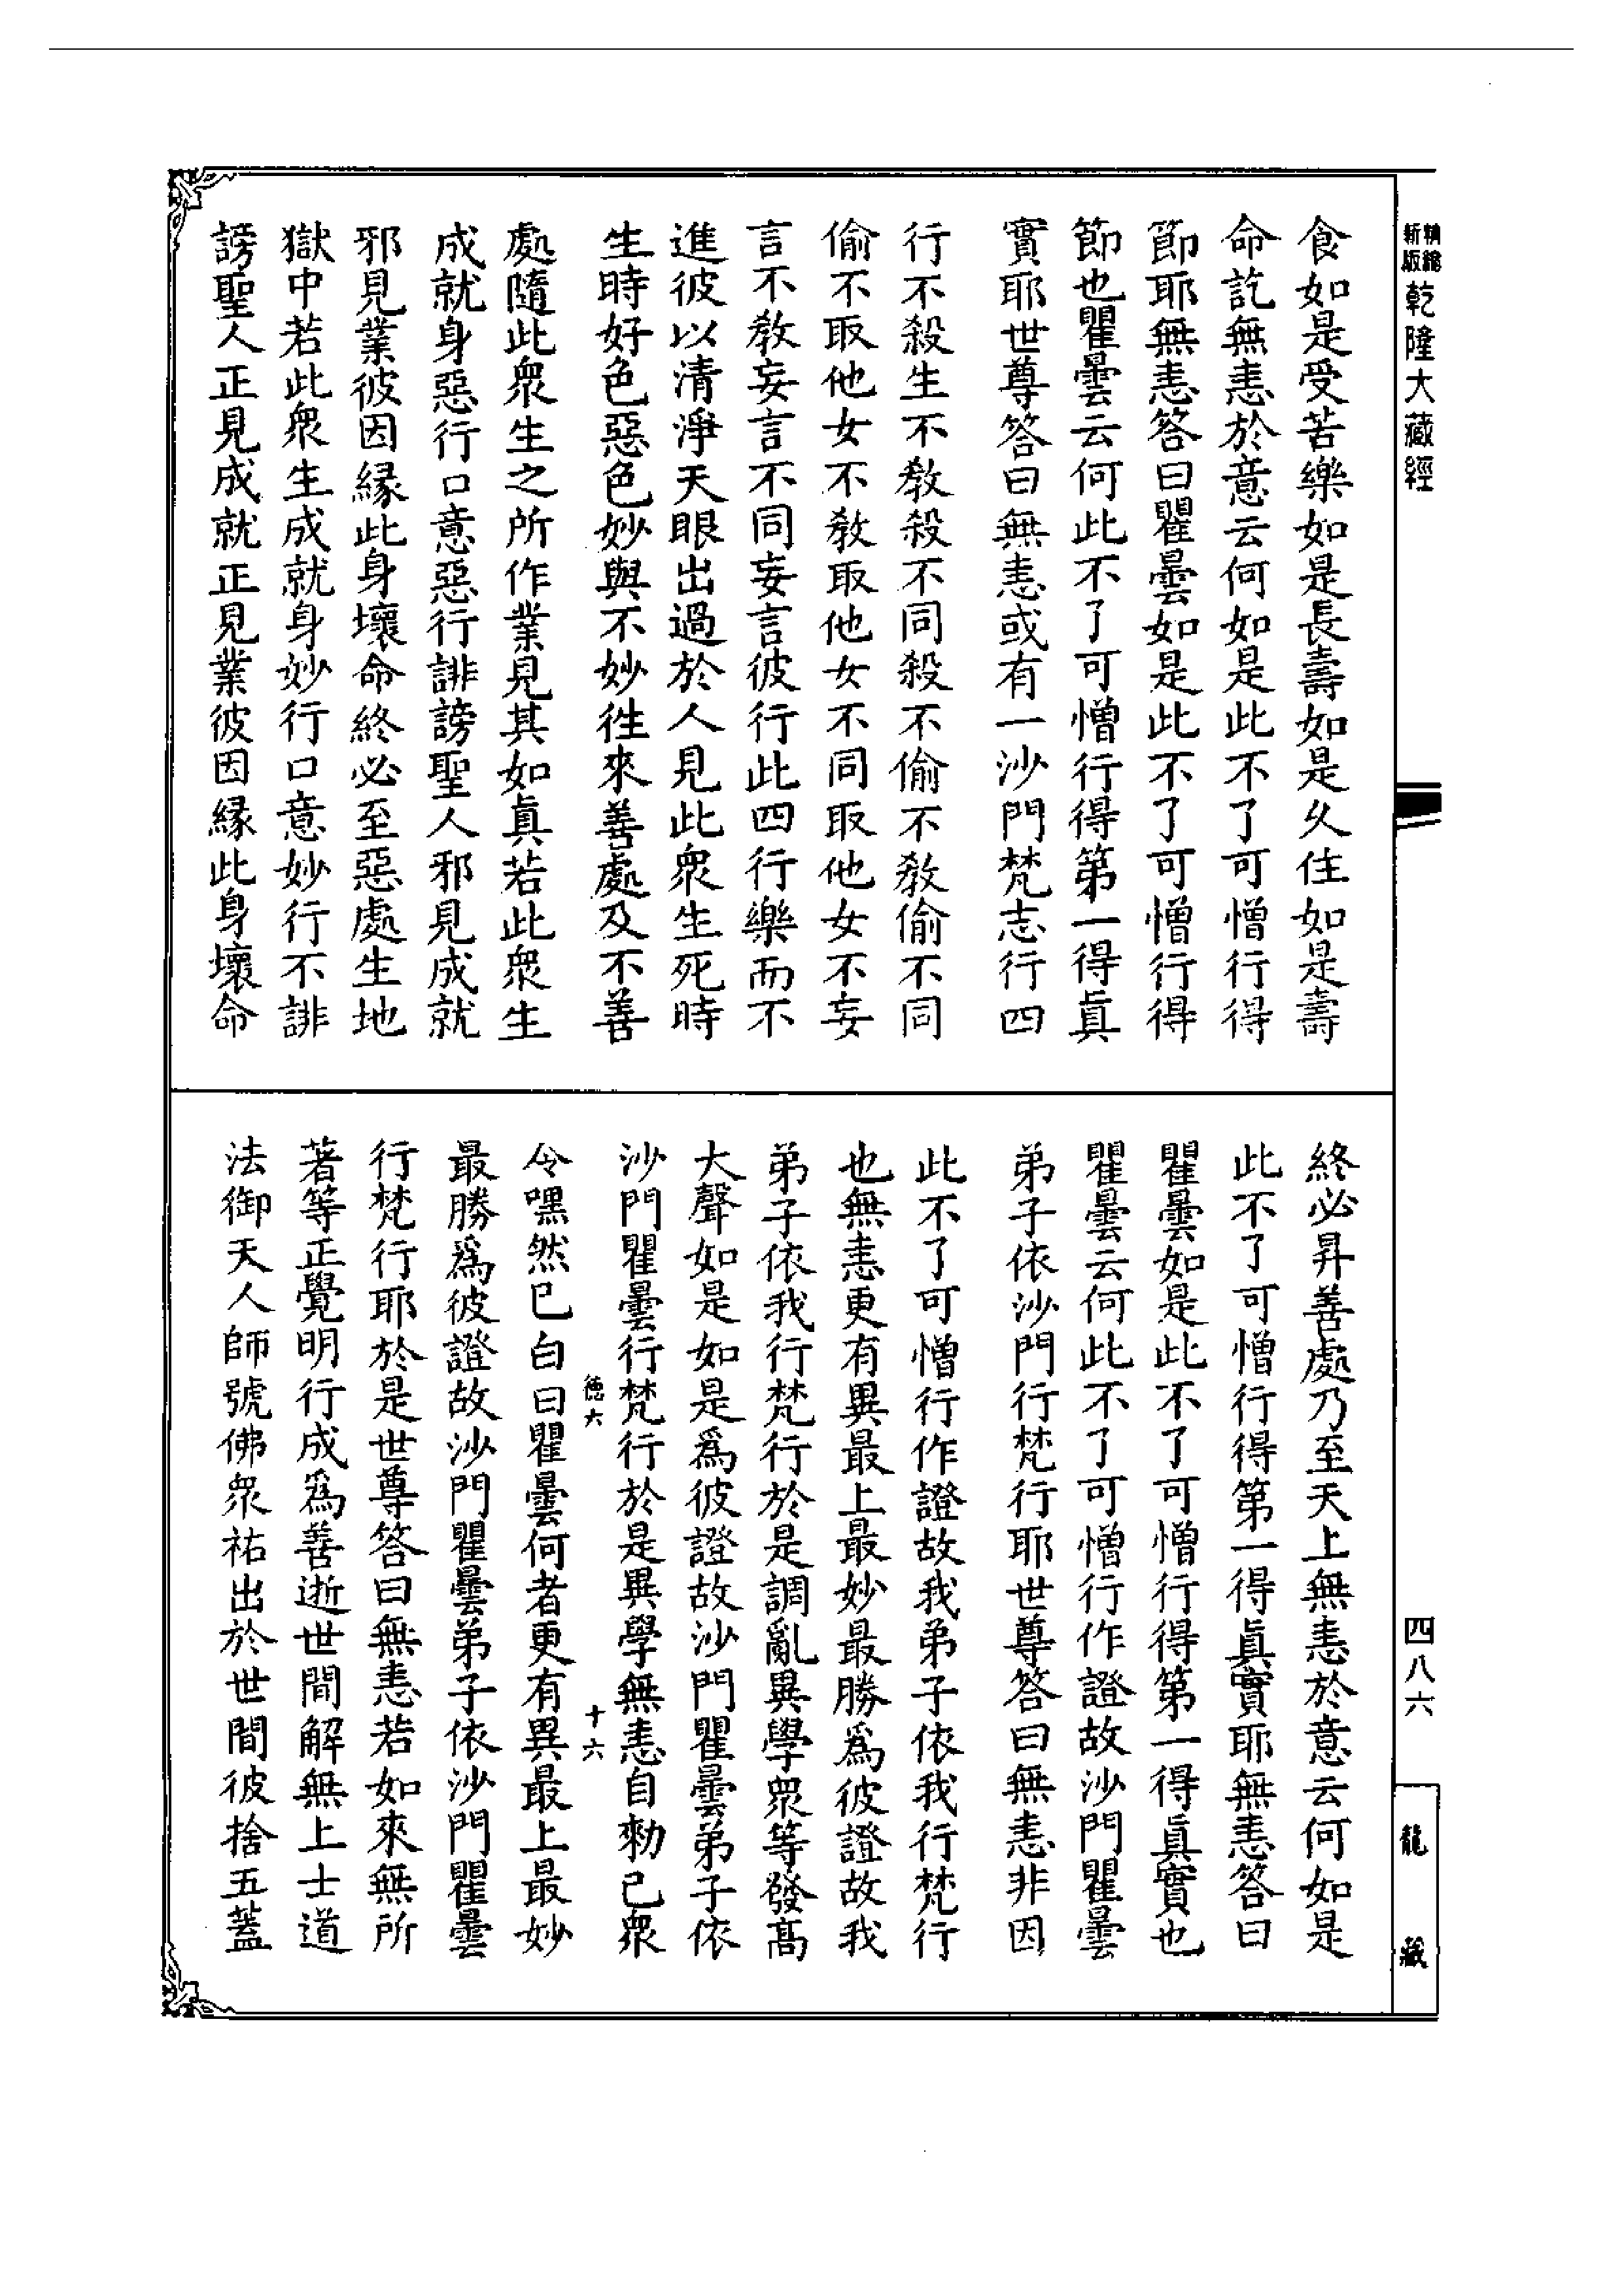 新版 精縮 乾隆大藏經
食如是受苦樂如是長壽如是久住如是壽
命訖無恚於意云何如是此不了可憎行得
節耶無恚答曰瞿曇如是此不了可憎行得
節也瞿曇云何此不了可憎行得第一得眞
實耶世尊答曰無恚或有一沙門梵志行四
行不殺生不教殺不同殺不偷不教偷不同
偷不取他女不教取他女不同取他女不妄
言不教妄言不同妄言彼行此四行樂而不
進彼以清淨天眼出過於人見此衆生死時
生時好色惡色妙與不妙徃來善處及不善
處隨此衆生之所作業見其如眞若此衆生
成就身惡行口意惡行誹謗聖人邪見成就
邪見業彼因縁此身壞命終必至惡處生地
獄中若此衆生成就身妙行口意妙行不誹
謗聖人正見成就正見業彼因縁此身壞命
終必昇善處乃至天上無恚於意云何如是
此不了可憎行得第一得眞實耶無恚答曰
瞿曇如是此不了可憎行得第一得眞實也
瞿曇云何此不了可憎行作證故沙門瞿曇
弟子依沙門行梵行耶世尊答曰無恚非因
此不了可憎行作證故我弟子依我行梵行
也無恚更有異最上最妙最勝爲彼證故我
弟子依我行梵行於是調亂異學衆等發髙
大聲如是如是爲彼證故沙門瞿曇弟子依
沙門瞿曇行梵行於是異學無恚自勑已衆
德六 十六
令嘿然已白曰瞿曇何者更有異最上最妙
最勝爲彼證故沙門瞿曇弟子依沙門瞿曇
行梵行耶於是世尊答曰無恚若如來無所
著等正覺明行成爲善逝世間解無上士道
法御天人師號佛衆祐出於世間彼捨五蓋
四八六
龍藏